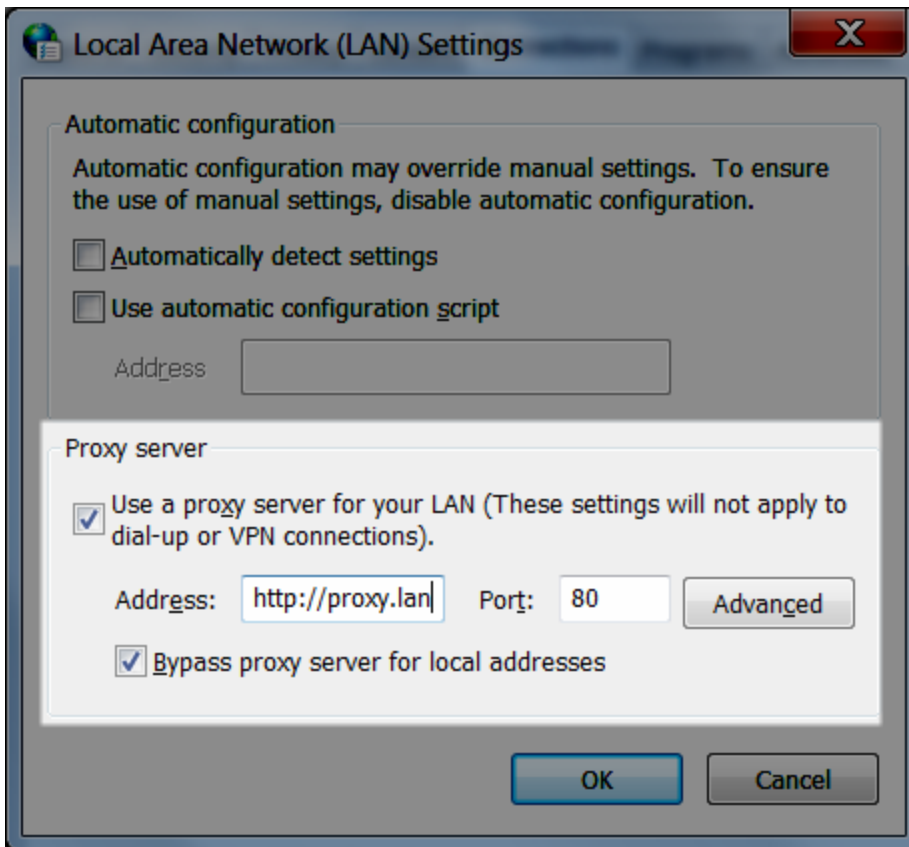 Local Area Network (LAN) Settings
Automatic configuration
Automatic configuration may override manual settings. To ensure
the use of manual settings, disable automatic configuration.
Automatically detect settings
Use automatic configuration script
Address
Proxy server
Use a proxy server for your LAN (These settings will not apply to
dial-up or VPN connections).
Address: http://proxy.lan Port: 80 Advanced
Bypass proxy server for local addresses
OK Cancel